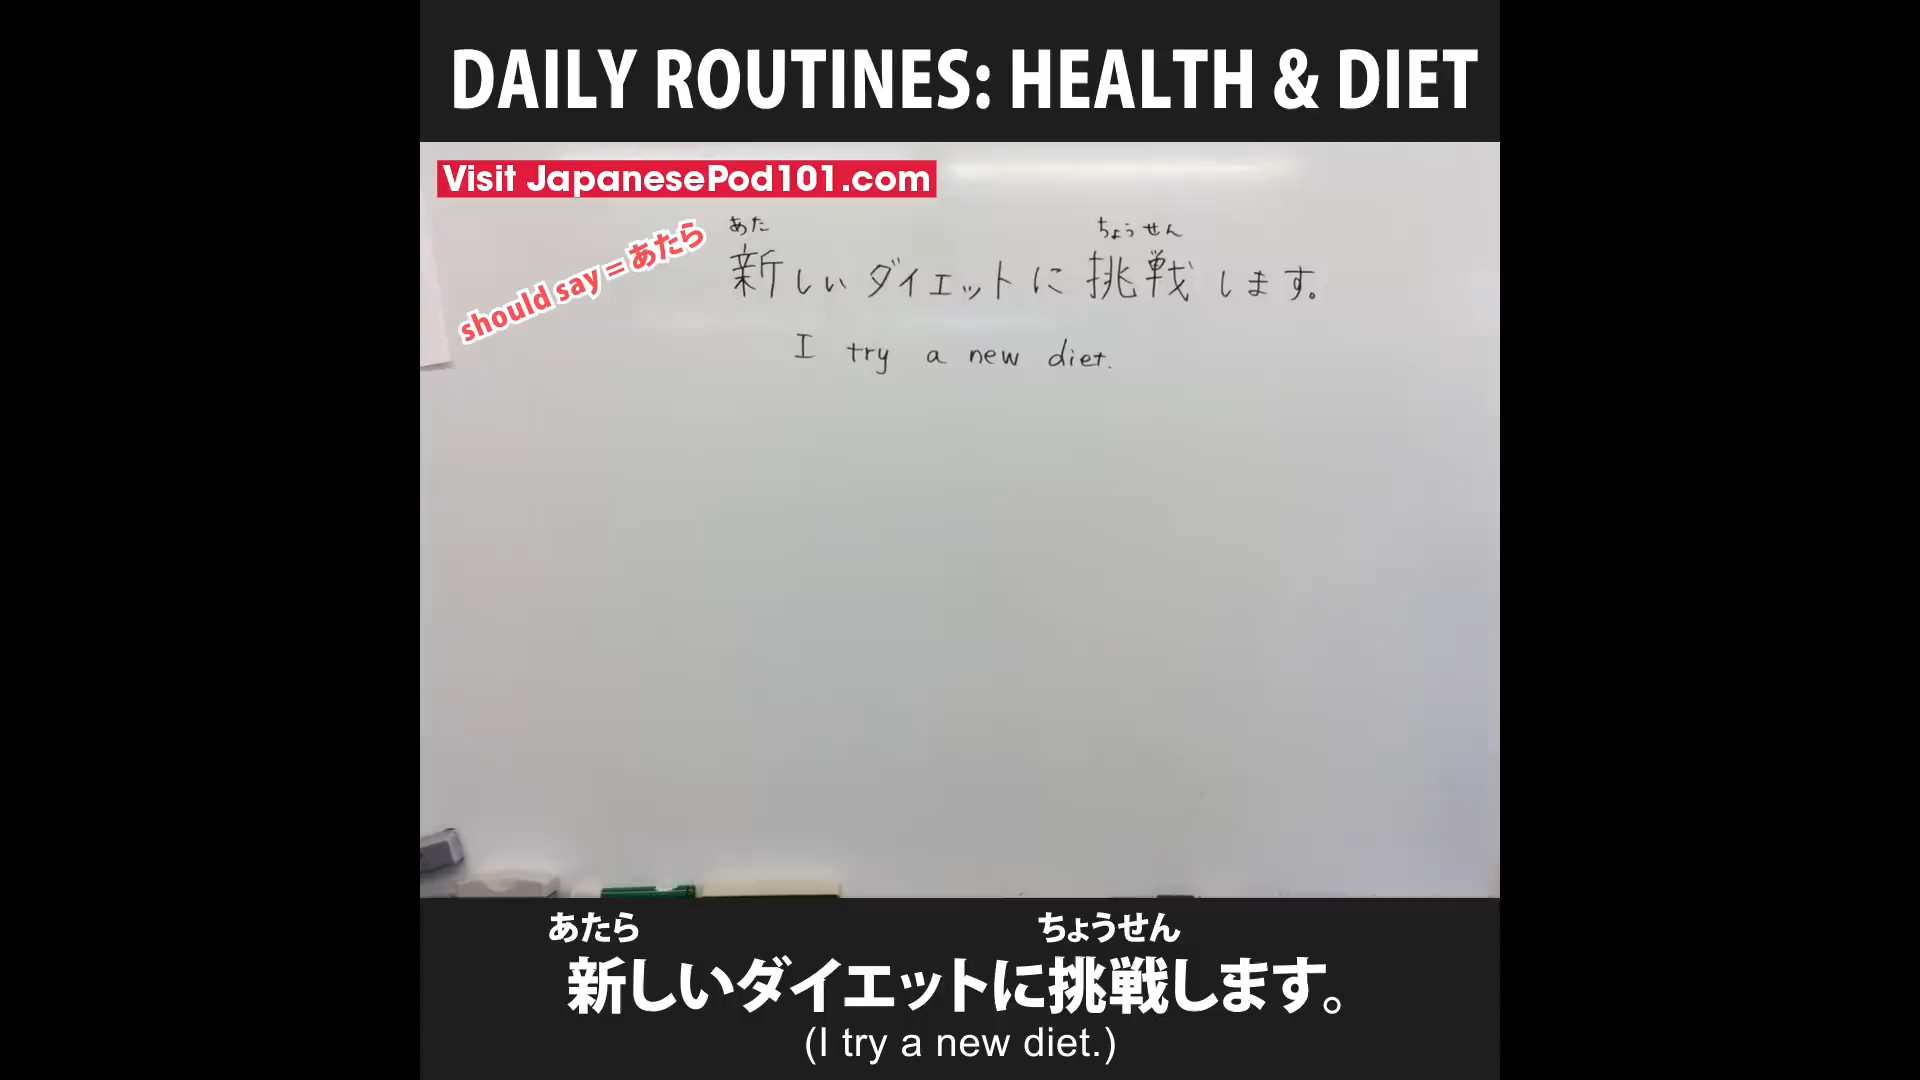 DAILY ROUTINES: HEALTH & DIET
Visit JapanesePod101.com
should say = あたら
あた ちょうせん
新しいダイエットに挑戦します。
I try a new diet.
あたら ちょうせん
新しいダイエットに挑戦します。
(I try a new diet.)